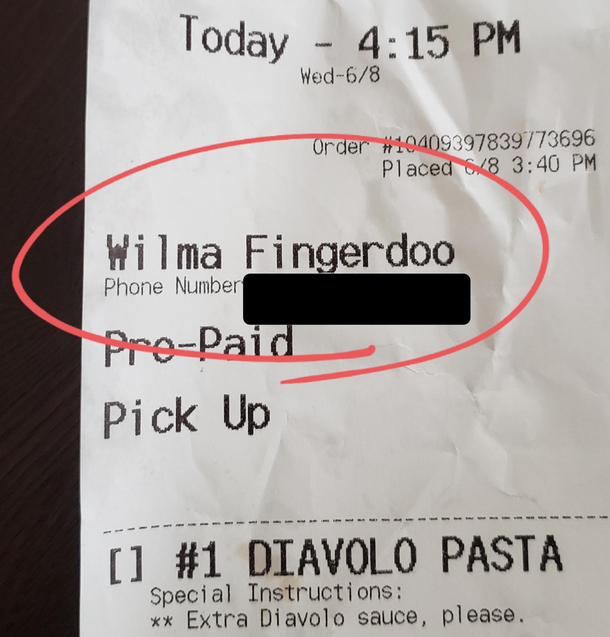 Today - 4:15 PM
Wed-6/8
Order #10409397839773696
Placed 6/8 3:40 PM
Wilma Fingerdoo
Phone Number
Pre-Paid
Pick Up
[] #1 DIAVOLO PASTA
Special Instructions:
** Extra Diavolo sauce, please.